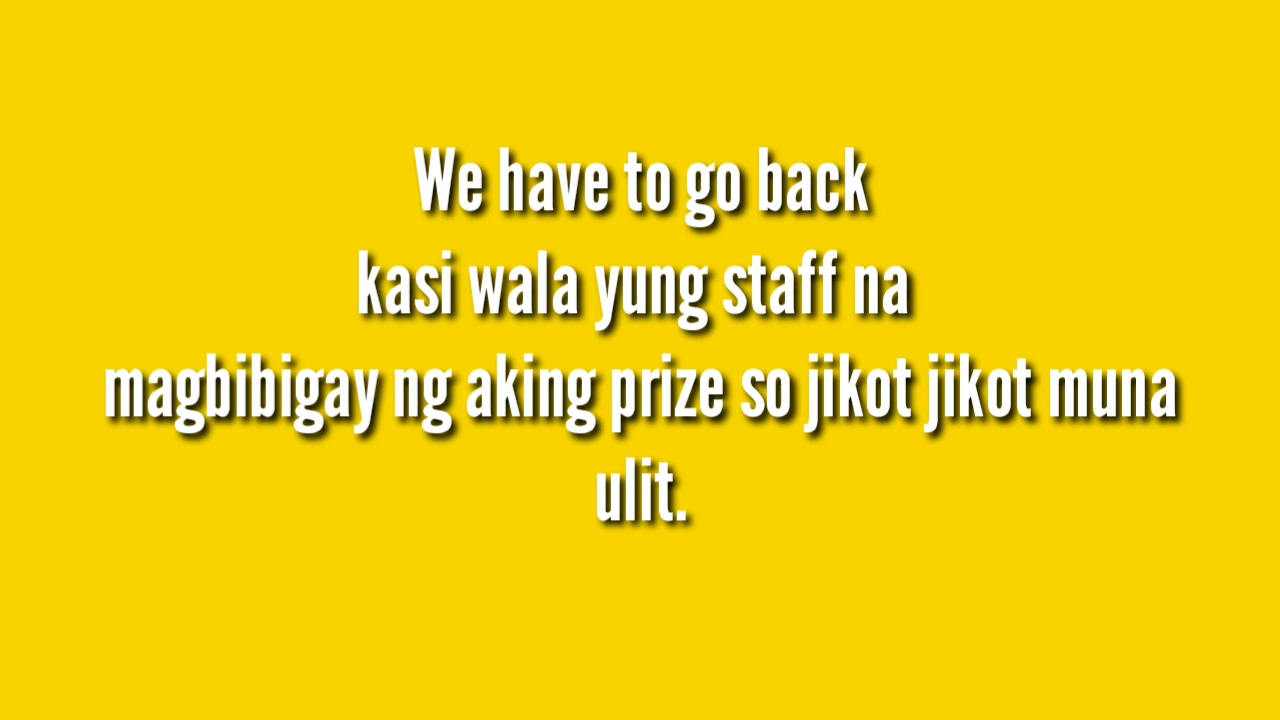 We have to go back
kasi wala yung staff na
magbibigay ng aking prize so jikot jikot muna
ulit.